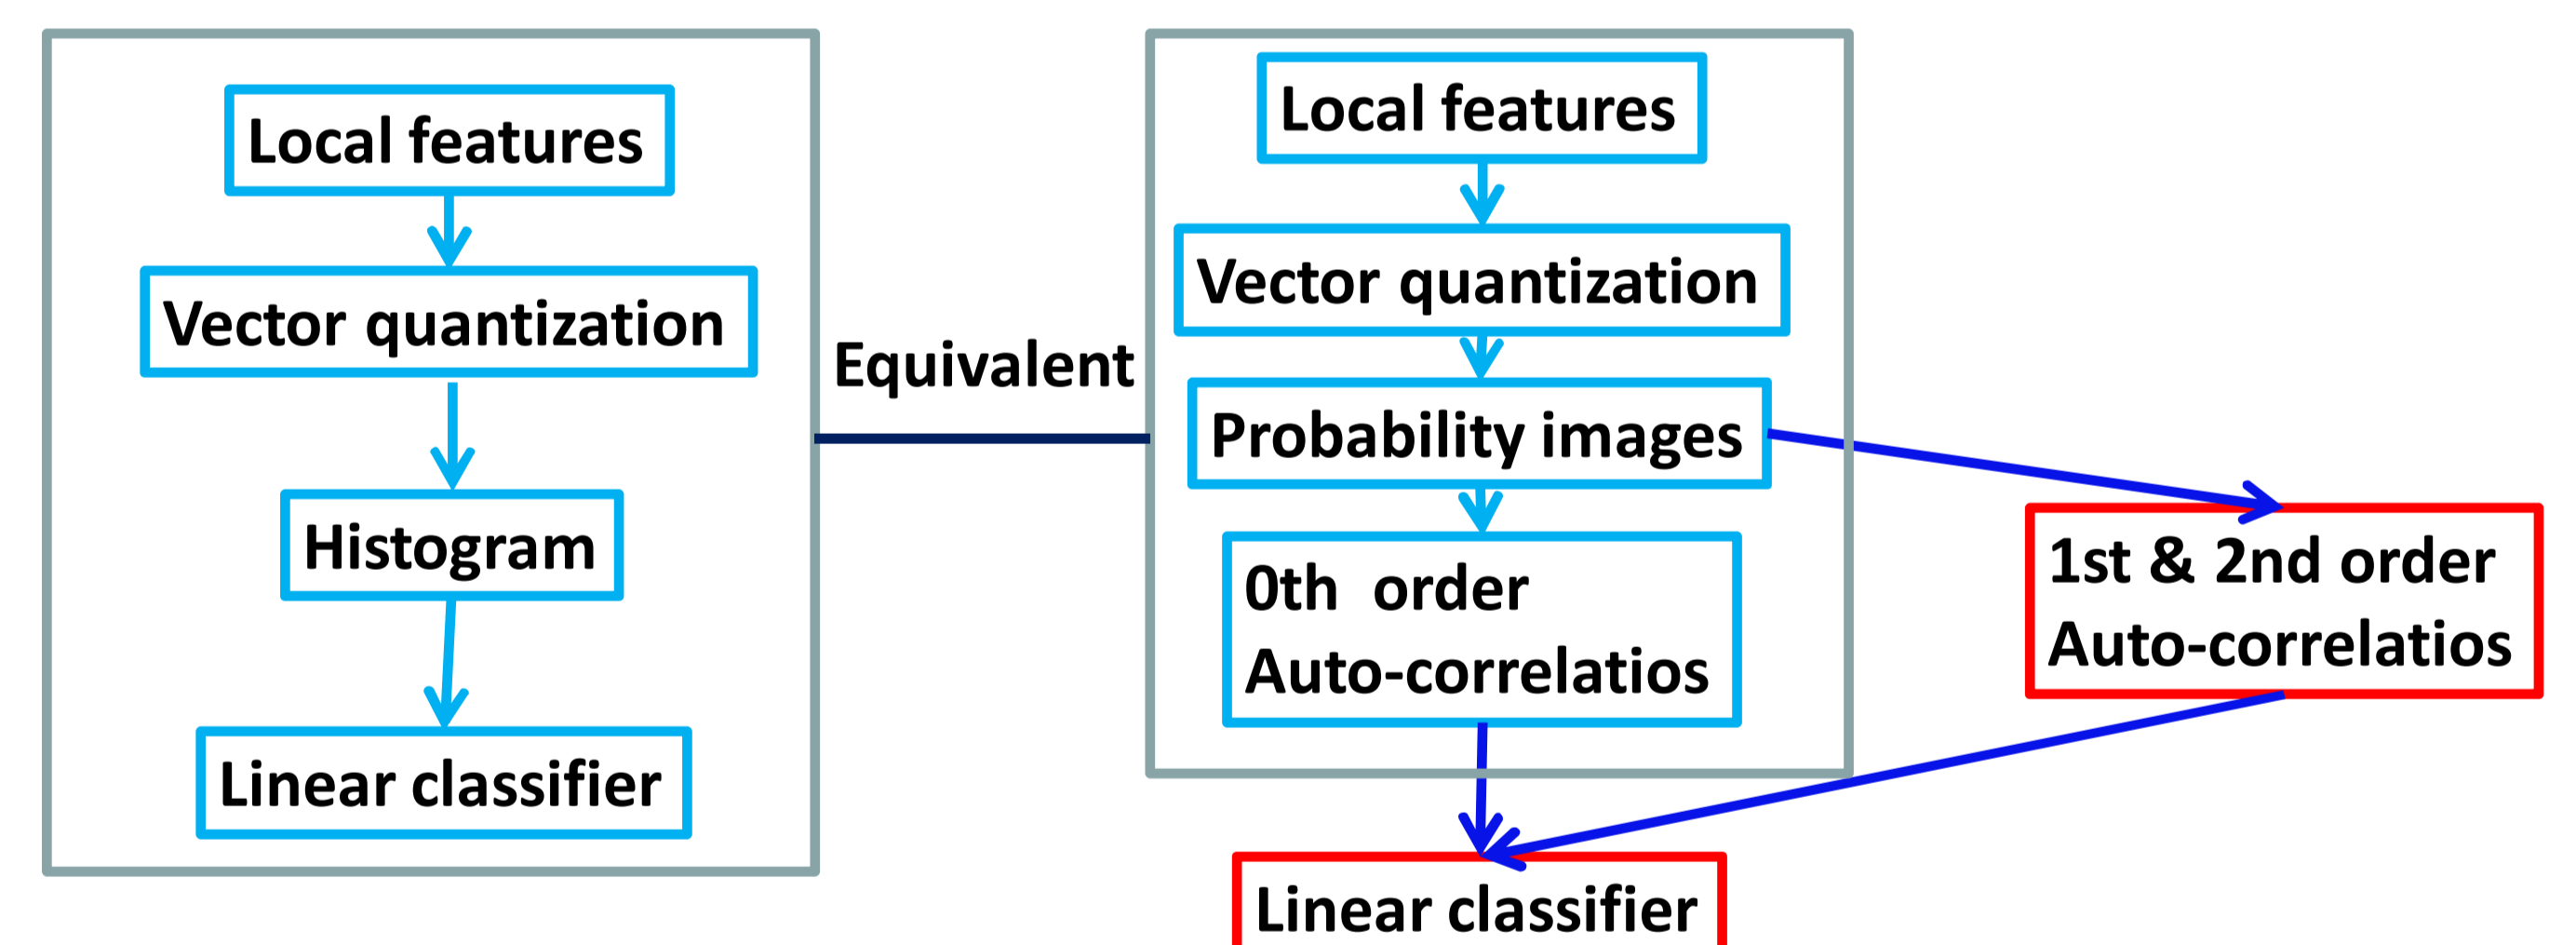 Local features
Vector quantization
Histogram
Linear classifier
Equivalent
Local features
Vector quantization
Probability images
0th order
Auto-correlatios
1st & 2nd order
Auto-correlatios
Linear classifier